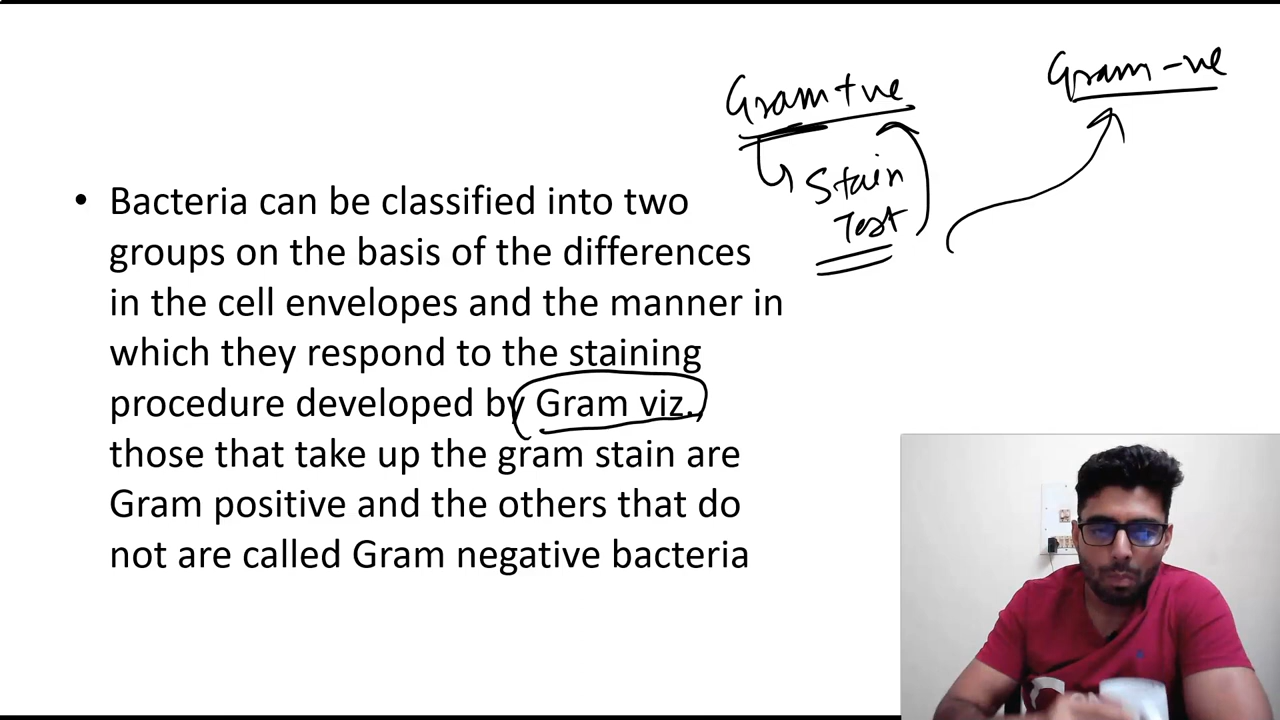 Gram -ve
Gram +ve
Stain
Test
• Bacteria can be classified into two
groups on the basis of the differences
in the cell envelopes and the manner in
which they respond to the staining
procedure developed by Gram viz.,
those that take up the gram stain are
Gram positive and the others that do
not are called Gram negative bacteria